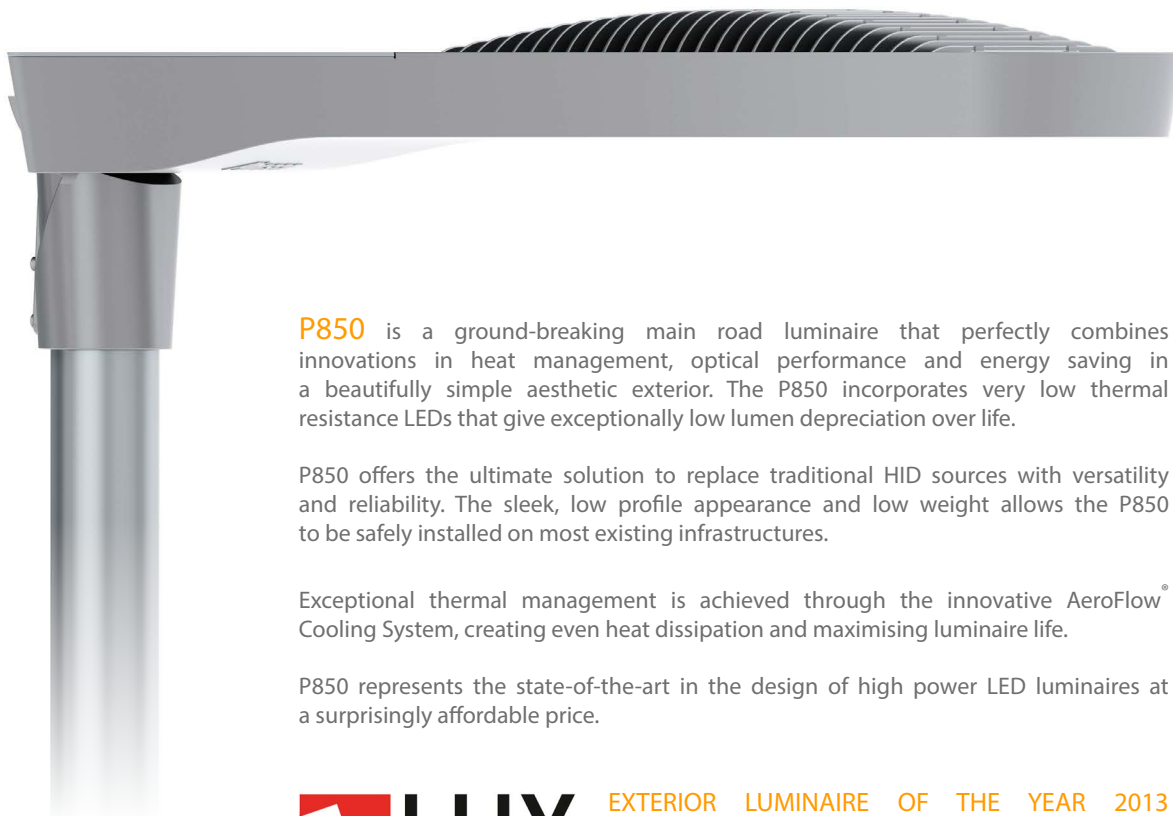 P850 is a ground-breaking main road luminaire that perfectly combines
innovations in heat management, optical performance and energy saving in
a beautifully simple aesthetic exterior. The P850 incorporates very low thermal
resistance LEDs that give exceptionally low lumen depreciation over life.
P850 offers the ultimate solution to replace traditional HID sources with versatility
and reliability. The sleek, low profile appearance and low weight allows the P850
to be safely installed on most existing infrastructures.
Exceptional thermal management is achieved through the innovative AeroFlow®
Cooling System, creating even heat dissipation and maximising luminaire life.
P850 represents the state-of-the-art in the design of high power LED luminaires at
a surprisingly affordable price.
LUX
EXTERIOR LUMINAIRE OF THE YEAR 2013